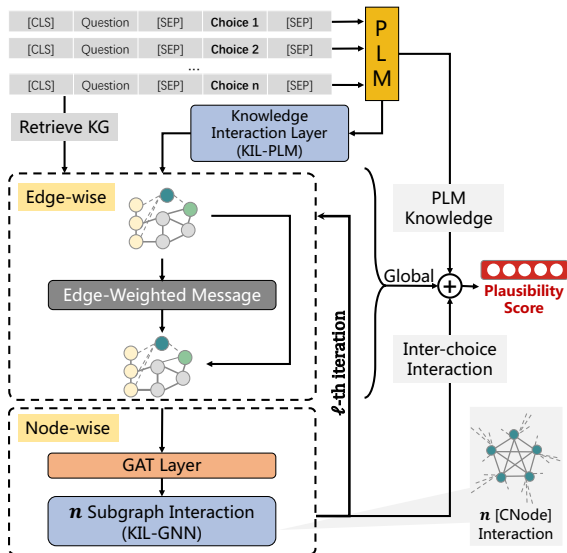 [CLS] Question [SEP] Choice 1 [SEP]
[CLS] Question [SEP] Choice 2 [SEP]
...
[CLS] Question [SEP] Choice n [SEP]
P
L
M
Retrieve KG
Knowledge
Interaction Layer
(KIL-PLM)
Edge-wise
Edge-Weighted Message
PLM
Knowledge
Global
+
Plausibility
Score
ℓ-th iteration
Inter-choice
Interaction
Node-wise
GAT Layer
n Subgraph Interaction
(KIL-GNN)
n [CNode]
Interaction